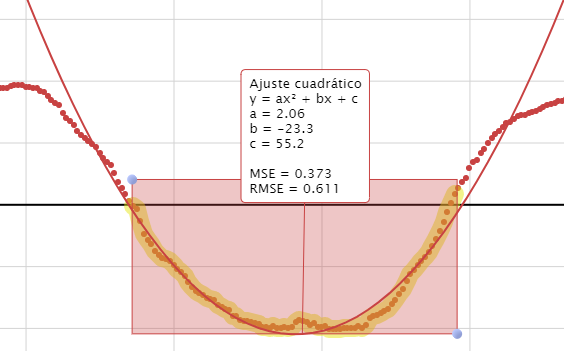 Ajuste cuadrático
y = ax² + bx + c
a = 2.06
b = -23.3
c = 55.2
MSE = 0.373
RMSE = 0.611